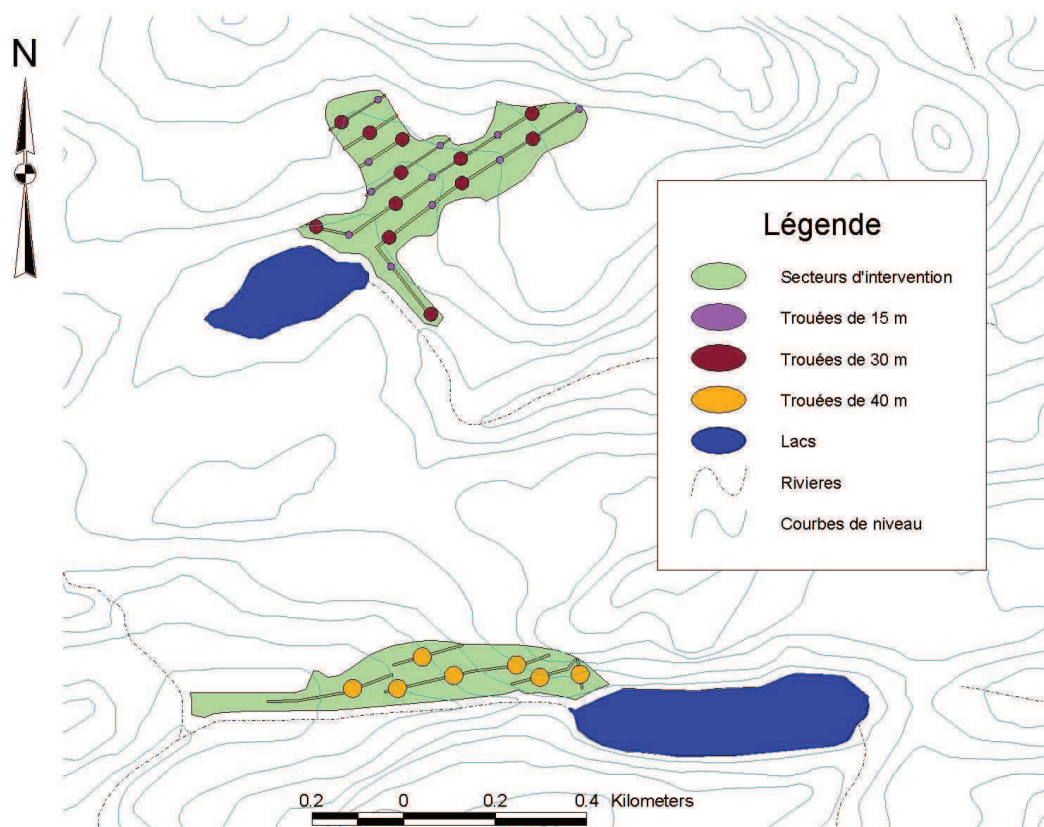 N
Légende
Secteurs d'intervention
Trouées de 15 m
Trouées de 30 m
Trouées de 40 m
Lacs
Rivieres
Courbes de niveau
0.2 0 0.2 0.4 Kilometers